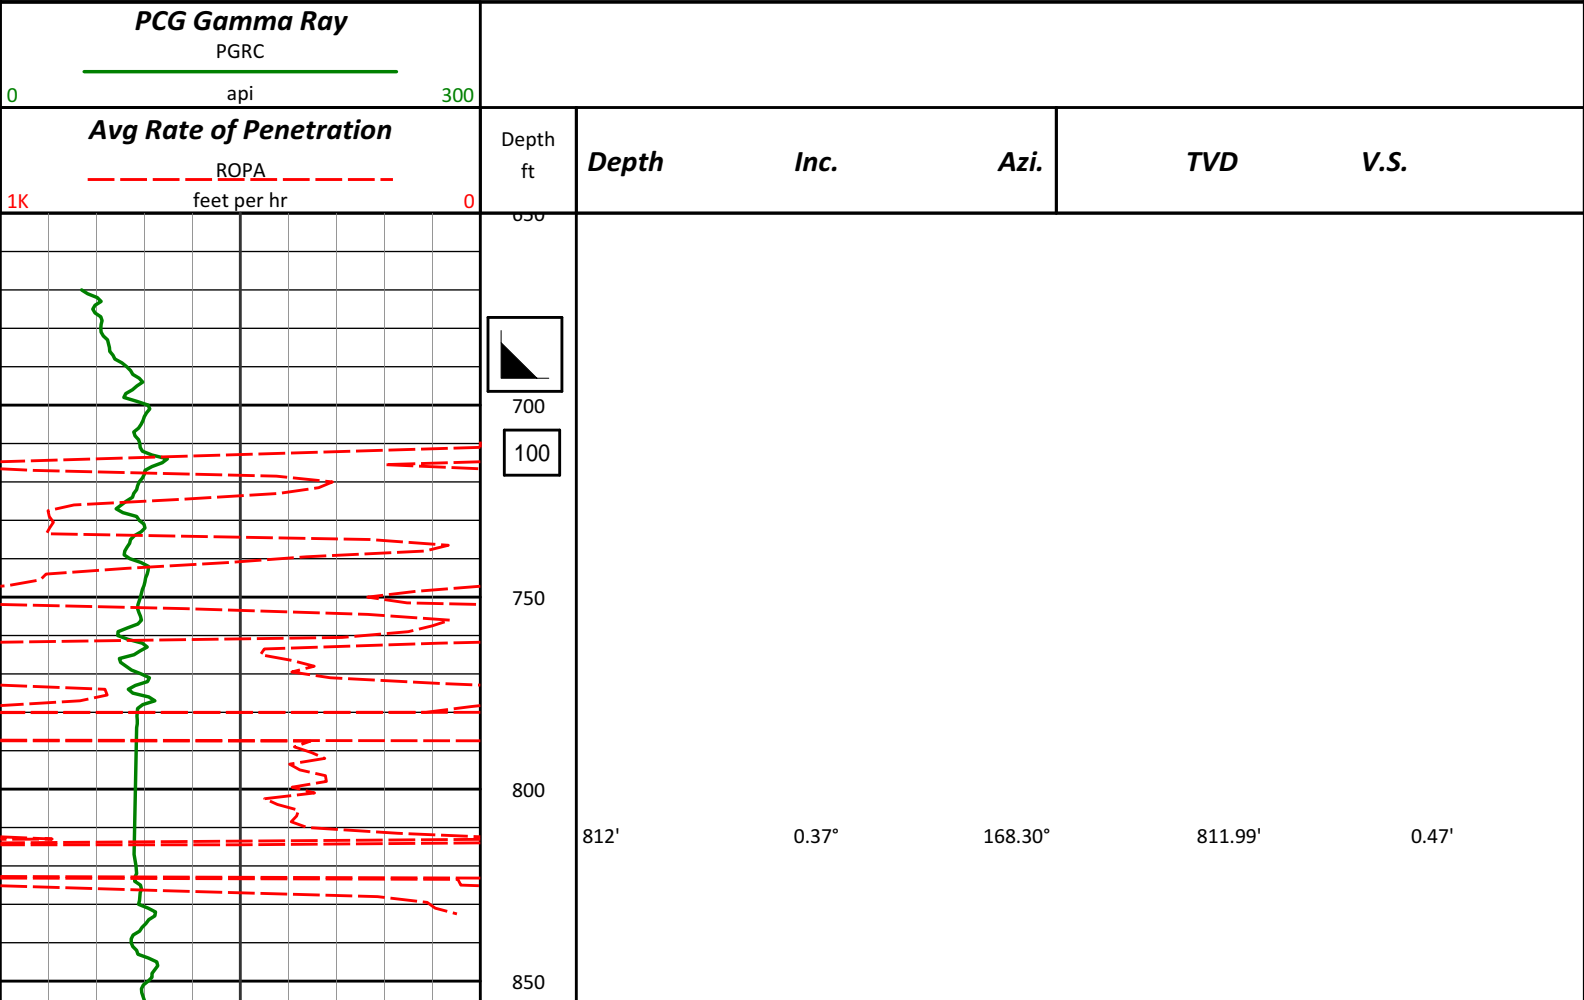 PCG Gamma Ray
PGRC
0 api 300
Avg Rate of Penetration
ROPA
1K feet per hr 0
Depth
ft
Depth Inc. Azi. TVD V.S.
650
700
100
750
800
812' 0.37° 168.30° 811.99' 0.47'
850